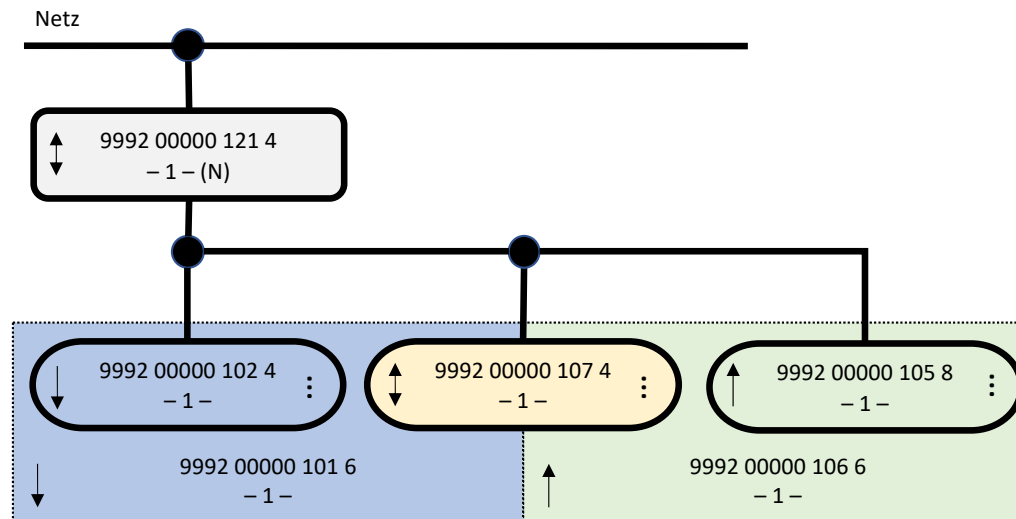 Netz
9992 00000 121 4
– 1 – (N)
9992 00000 102 4
– 1 –
9992 00000 107 4
– 1 –
9992 00000 105 8
– 1 –
9992 00000 101 6
– 1 –
9992 00000 106 6
– 1 –